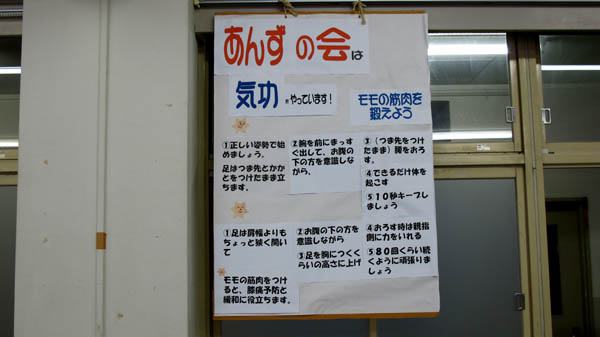 あんずの会は
気功をやっています！
モモの筋肉を
鍛えよう
①正しい姿勢で始
めましょう。
足はつま先とかか
とをつけたまま立
ちます。
②腕を前にまっす
ぐ出して、お腹の
下の方を意識しな
がら、
③（つま先をつけ
たまま）腰をおろ
す。
④できるだけ体を
起こす
⑤１０秒キープし
ましょう
①足は肩幅よりも
ちょっと狭く開い
て
②お腹の下の方を
意識しながら
③足を胸につくく
らいの高さに上げ
④おろす時は親指
側に力をいれる
⑤８０回くらい続
くように頑張りま
しょう
モモの筋肉をつけ
ると、膝痛予防と
緩和に役立ちます。